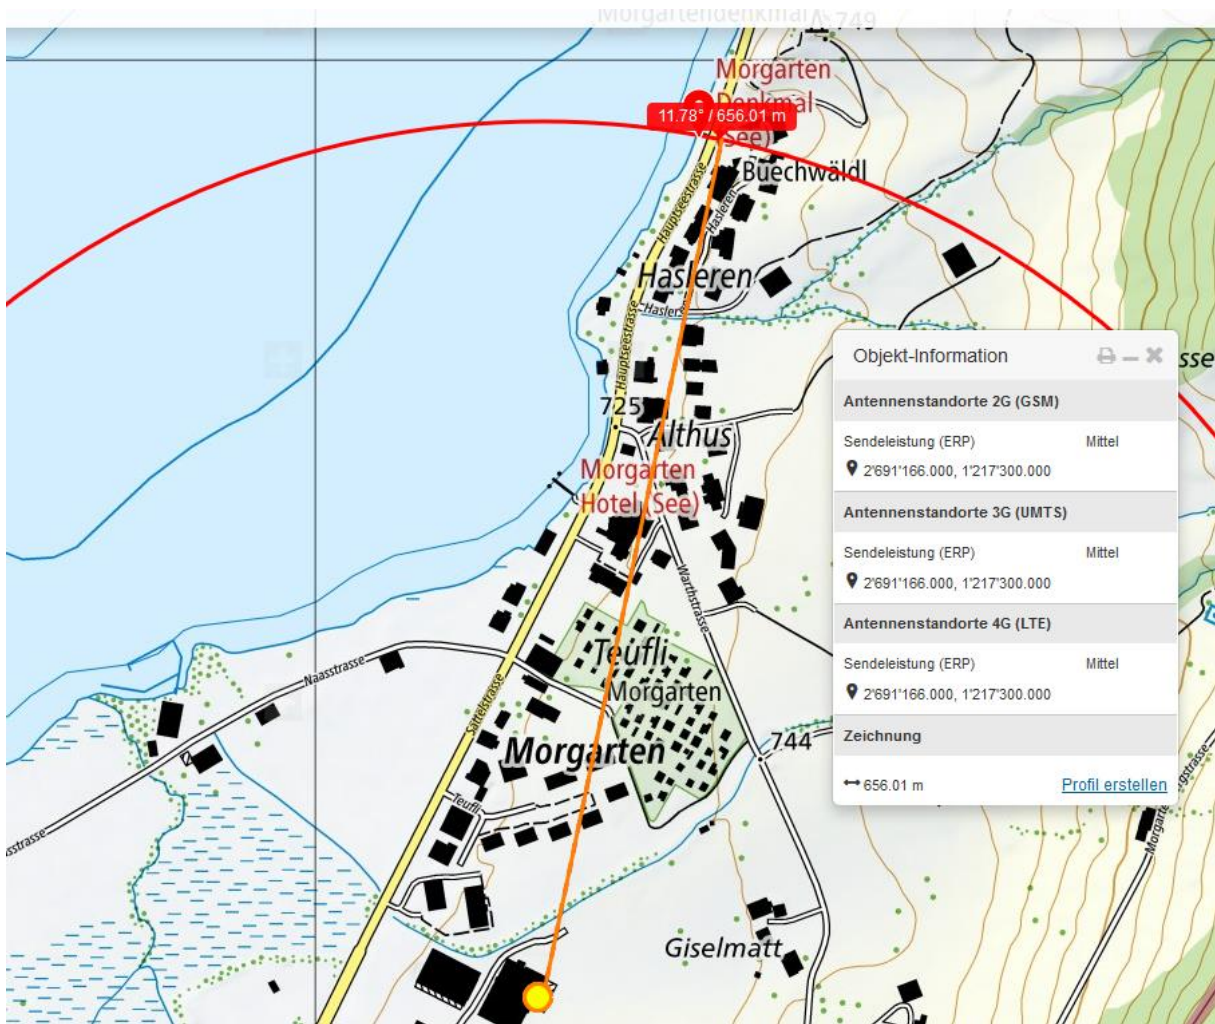 Morgartendenkmal
749
Morgarten
Denkmal
(See)
11.78° / 656.01 m
Buechwäldl
Hauptseestrasse
Hasleren
Hasleren
Hauptseestrasse
725
Althus
Morgarten
Hotel (See)
Warthstrasse
Teufli
Morgarten
Naasstrasse
Sattelstrasse
Morgarten
744
Teufli
Giselmatt
Objekt-Information
Antennenstandorte 2G (GSM)
Sendeleistung (ERP) Mittel
2'691'166.000, 1'217'300.000
Antennenstandorte 3G (UMTS)
Sendeleistung (ERP) Mittel
2'691'166.000, 1'217'300.000
Antennenstandorte 4G (LTE)
Sendeleistung (ERP) Mittel
2'691'166.000, 1'217'300.000
Zeichnung
656.01 m Profil erstellen